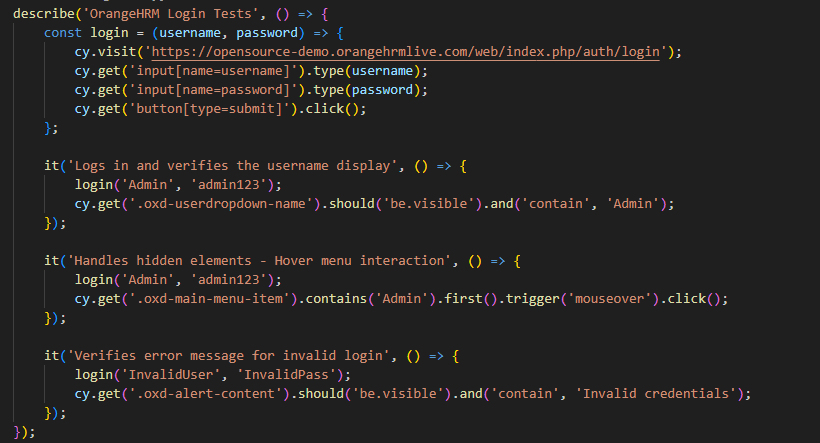 describe('OrangeHRM Login Tests', () => {
    const login = (username, password) => {
        cy.visit('https://opensource-demo.orangehrmlive.com/web/index.php/auth/login');
        cy.get('input[name=username]').type(username);
        cy.get('input[name=password]').type(password);
        cy.get('button[type=submit]').click();
    };

    it('Logs in and verifies the username display', () => {
        login('Admin', 'admin123');
        cy.get('.oxd-userdropdown-name').should('be.visible').and('contain', 'Admin');
    });

    it('Handles hidden elements - Hover menu interaction', () => {
        login('Admin', 'admin123');
        cy.get('.oxd-main-menu-item').contains('Admin').first().trigger('mouseover').click();
    });

    it('Verifies error message for invalid login', () => {
        login('InvalidUser', 'InvalidPass');
        cy.get('.oxd-alert-content').should('be.visible').and('contain', 'Invalid credentials');
    });
});